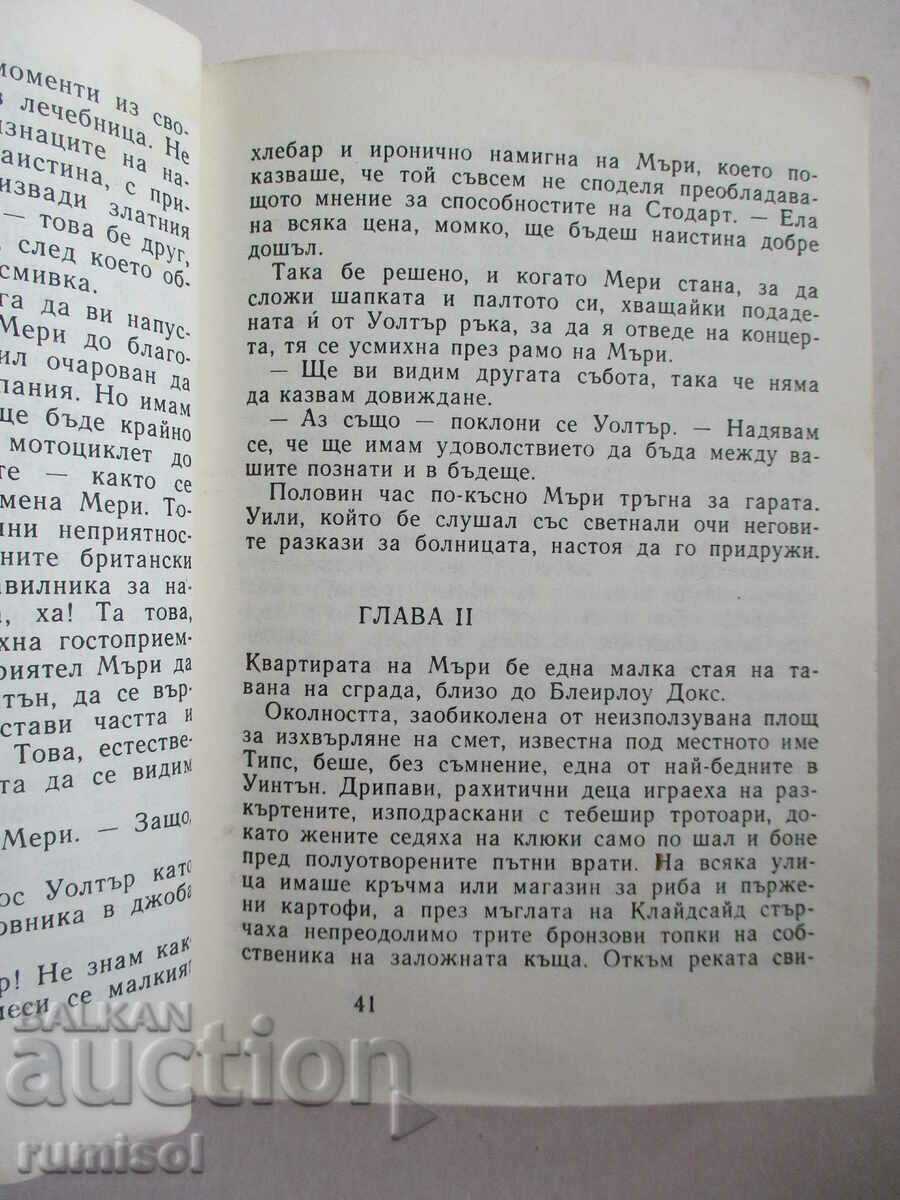 моменти из сво-
в лечебница. Не
изнаците на на-
наистина, с при-
извади златния
— това бе друг,
, след което об-
смивка.
га да ви напус-
Мери до благо-
ил очарован да
пания. Но имам
ще бъде крайно
мотоциклет до
те — както се
мена Мери. То-
ни неприятнос-
ните британски
авилника за на-
, ха! Та това,
хна гостоприем-
риятел Мъри да
тън, да се вър-
стави частта и
Това, естестве-
та да се видим
Мери. — Защо,
ос Уолтър като
овника в джоба
р! Не знам как-
меси се малкият
хлебар и иронично намигна на Мъри, което по-
казваше, че той съвсем не споделя преобладава-
щото мнение за способностите на Стодарт. — Ела
на всяка цена, момко, ще бъдеш наистина добре
дошъл.
Така бе решено, и когато Мери стана, за да
сложи шапката и палтото си, хващайки подаде-
ната ѝ от Уолтър ръка, за да я отведе на концер-
та, тя се усмихна през рамо на Мъри.
— Ще ви видим другата събота, така че няма
да казвам довиждане.
— Аз също — поклони се Уолтър. — Надявам
се, че ще имам удоволствието да бъда между ва-
шите познати и в бъдеще.
Половин час по-късно Мъри тръгна за гарата.
Уили, който бе слушал със светнали очи негови-
те разкази за болницата, настоя да го придружи.
ГЛАВА II
Квартирата на Мъри бе една малка стая на та-
вана на сграда, близо до Блеирлоу Докс.
Околността, заобиколена от неизползувана площ
за изхвърляне на смет, известна под местното име
Типс, беше, без съмнение, една от най-бедните в
Уинтън. Дрипави, рахитични деца играеха на раз-
къртените, изподраскани с тебешир тротоари, до-
като жените седяха на клюки само по шал и боне
пред полуотворените пътни врати. На всяка ули-
ца имаше кръчма или магазин за риба и пърже-
ни картофи, а през мъглата на Клайдсайд стър-
чаха непреодолимо трите бронзови топки на соб-
ственика на заложната къща. Откъм реката сви-
41
BALKAN
auction
rumisol